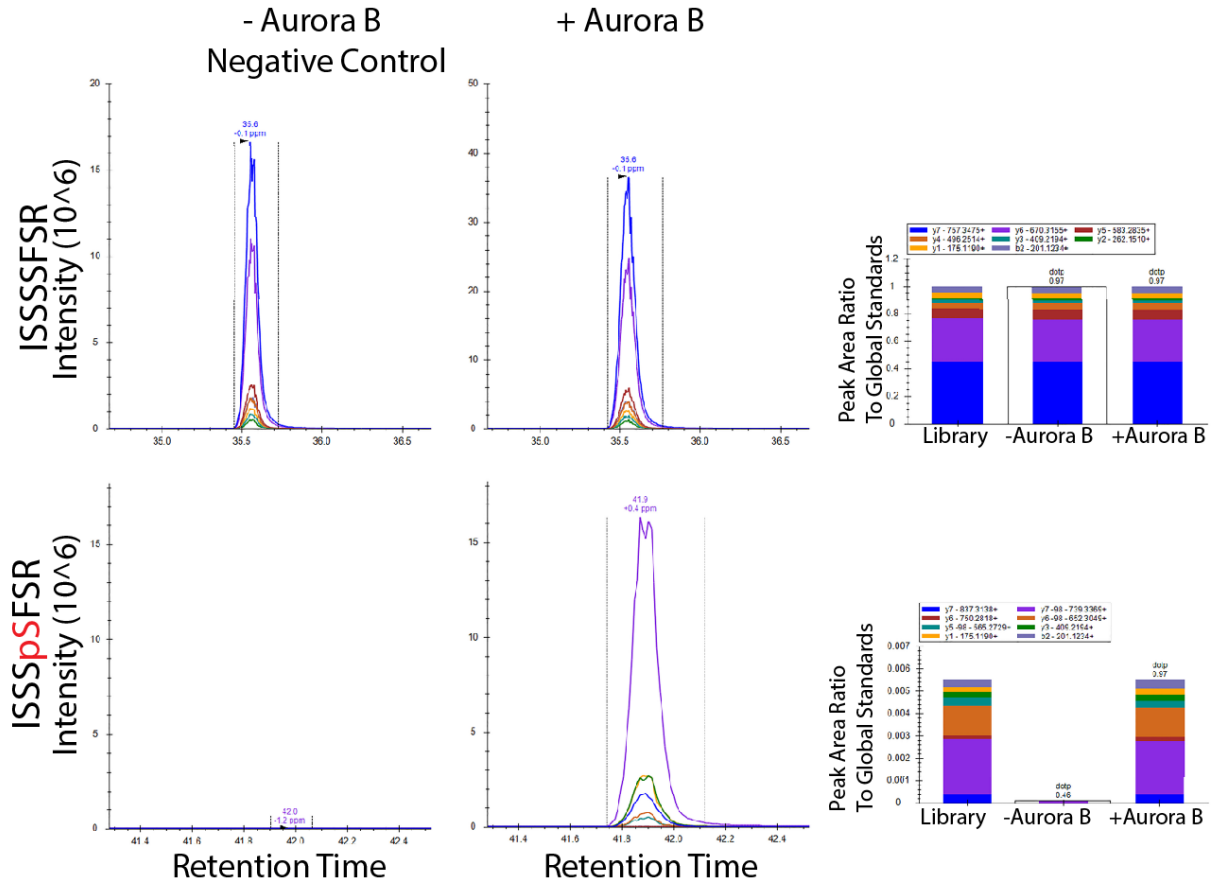 - Aurora B
Negative Control
+ Aurora B
ISSSSFSR
Intensity (10^6)
20
15
10
5
0
35.6
-0.1 ppm
35.0
35.5
36.0
36.5
50
40
30
20
10
0
35.6
-0.1 ppm
35.0
35.5
36.0
36.5
y7 - 757.3475+
y6 - 670.3155+
y5 - 583.2835+
y4 - 496.2514+
y3 - 409.2194+
y2 - 262.1510+
y1 - 175.1190+
b2 - 201.1234+
Peak Area Ratio
To Global Standards
1.2
1
0.8
0.6
0.4
0.2
0
dotp
0.97
dotp
0.97
Library
-Aurora B
+Aurora B
ISSSpSFSR
Intensity (10^6)
15
10
5
0
42.0
-1.2 ppm
41.4
41.6
41.8
42.0
42.2
42.4
Retention Time
15
10
5
0
41.9
+0.4 ppm
41.4
41.6
41.8
42.0
42.2
42.4
Retention Time
y7 - 837.3138+
y7 -98 - 739.3369+
y6 - 750.2818+
y6 -98 - 652.3049+
y5 -98 - 565.2729+
y3 - 409.2194+
y1 - 175.1190+
b2 - 201.1234+
Peak Area Ratio
To Global Standards
0.007
0.006
0.005
0.004
0.003
0.002
0.001
0
dotp
0.46
dotp
0.97
Library
-Aurora B
+Aurora B